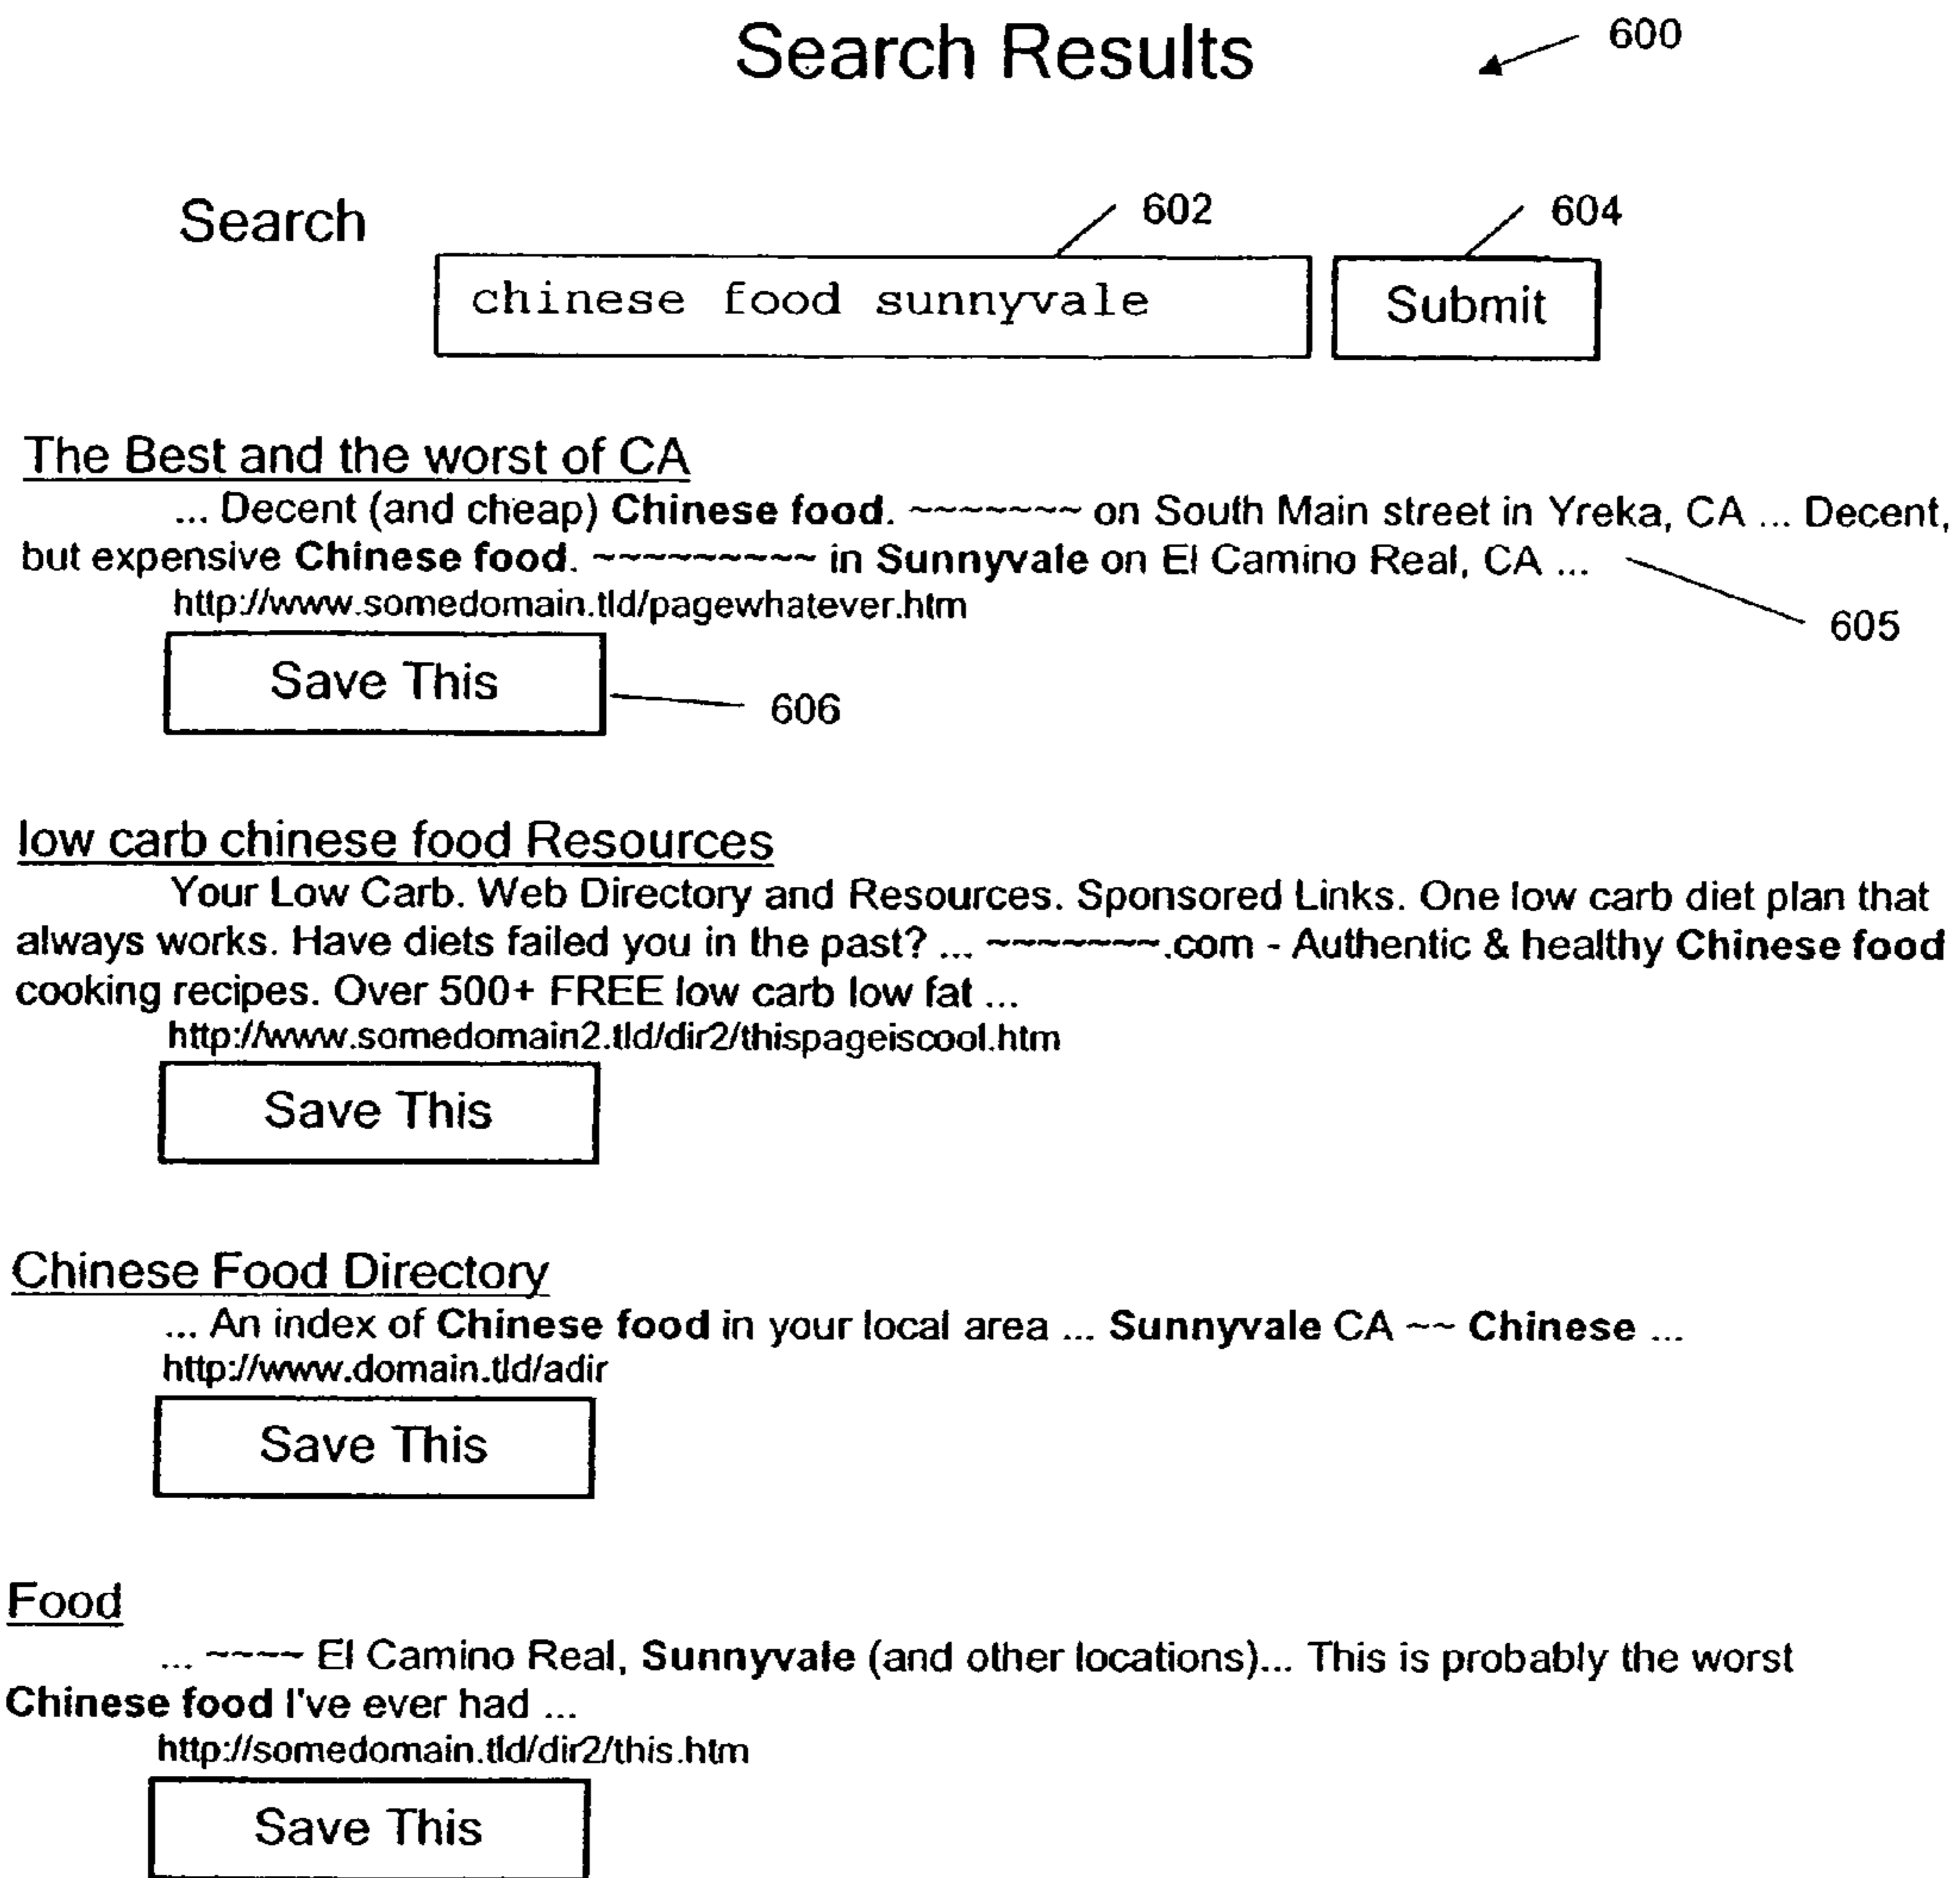 Search Results
600
Search
602
604
chinese food sunnyvale
Submit
The Best and the worst of CA
... Decent (and cheap) Chinese food. ~~~~~~~ on South Main street in Yreka, CA ... Decent,
but expensive Chinese food. ~~~~~~~~~ in Sunnyvale on El Camino Real, CA ...
http://www.somedomain.tld/pagewhatever.htm
605
Save This
606
low carb chinese food Resources
Your Low Carb. Web Directory and Resources. Sponsored Links. One low carb diet plan that
always works. Have diets failed you in the past? ... ~~~~~~~.com - Authentic & healthy Chinese food
cooking recipes. Over 500+ FREE low carb low fat ...
http://www.somedomain2.tld/dir2/thispageiscool.htm
Save This
Chinese Food Directory
... An index of Chinese food in your local area ... Sunnyvale CA ~~ Chinese ...
http://www.domain.tld/adir
Save This
Food
... ~~~~ El Camino Real, Sunnyvale (and other locations)... This is probably the worst
Chinese food I've ever had ...
http://somedomain.tld/dir2/this.htm
Save This